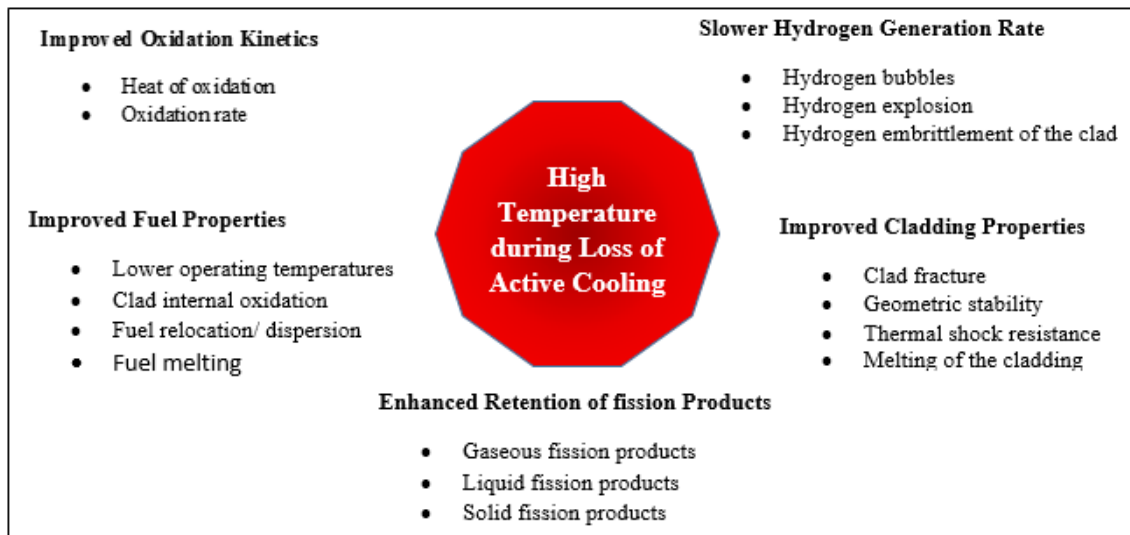 Improved Oxidation Kinetics
• Heat of oxidation
• Oxidation rate
Slower Hydrogen Generation Rate
• Hydrogen bubbles
• Hydrogen explosion
• Hydrogen embrittlement of the clad
High
Temperature
during Loss of
Active Cooling
Improved Fuel Properties
• Lower operating temperatures
• Clad internal oxidation
• Fuel relocation/ dispersion
• Fuel melting
Improved Cladding Properties
• Clad fracture
• Geometric stability
• Thermal shock resistance
• Melting of the cladding
Enhanced Retention of fission Products
• Gaseous fission products
• Liquid fission products
• Solid fission products